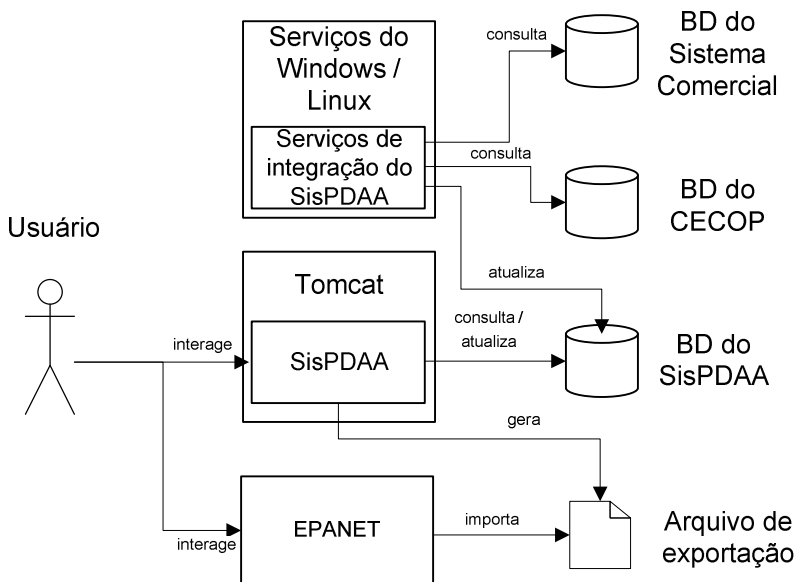 Serviços do
Windows /
Linux
Serviços de
integração do
SisPDAA
consulta
BD do
Sistema
Comercial
consulta
BD do
CECOP
atualiza
Usuário
Tomcat
SisPDAA
interage
consulta /
atualiza
BD do
SisPDAA
gera
EPANET
interage
importa
Arquivo de
exportação